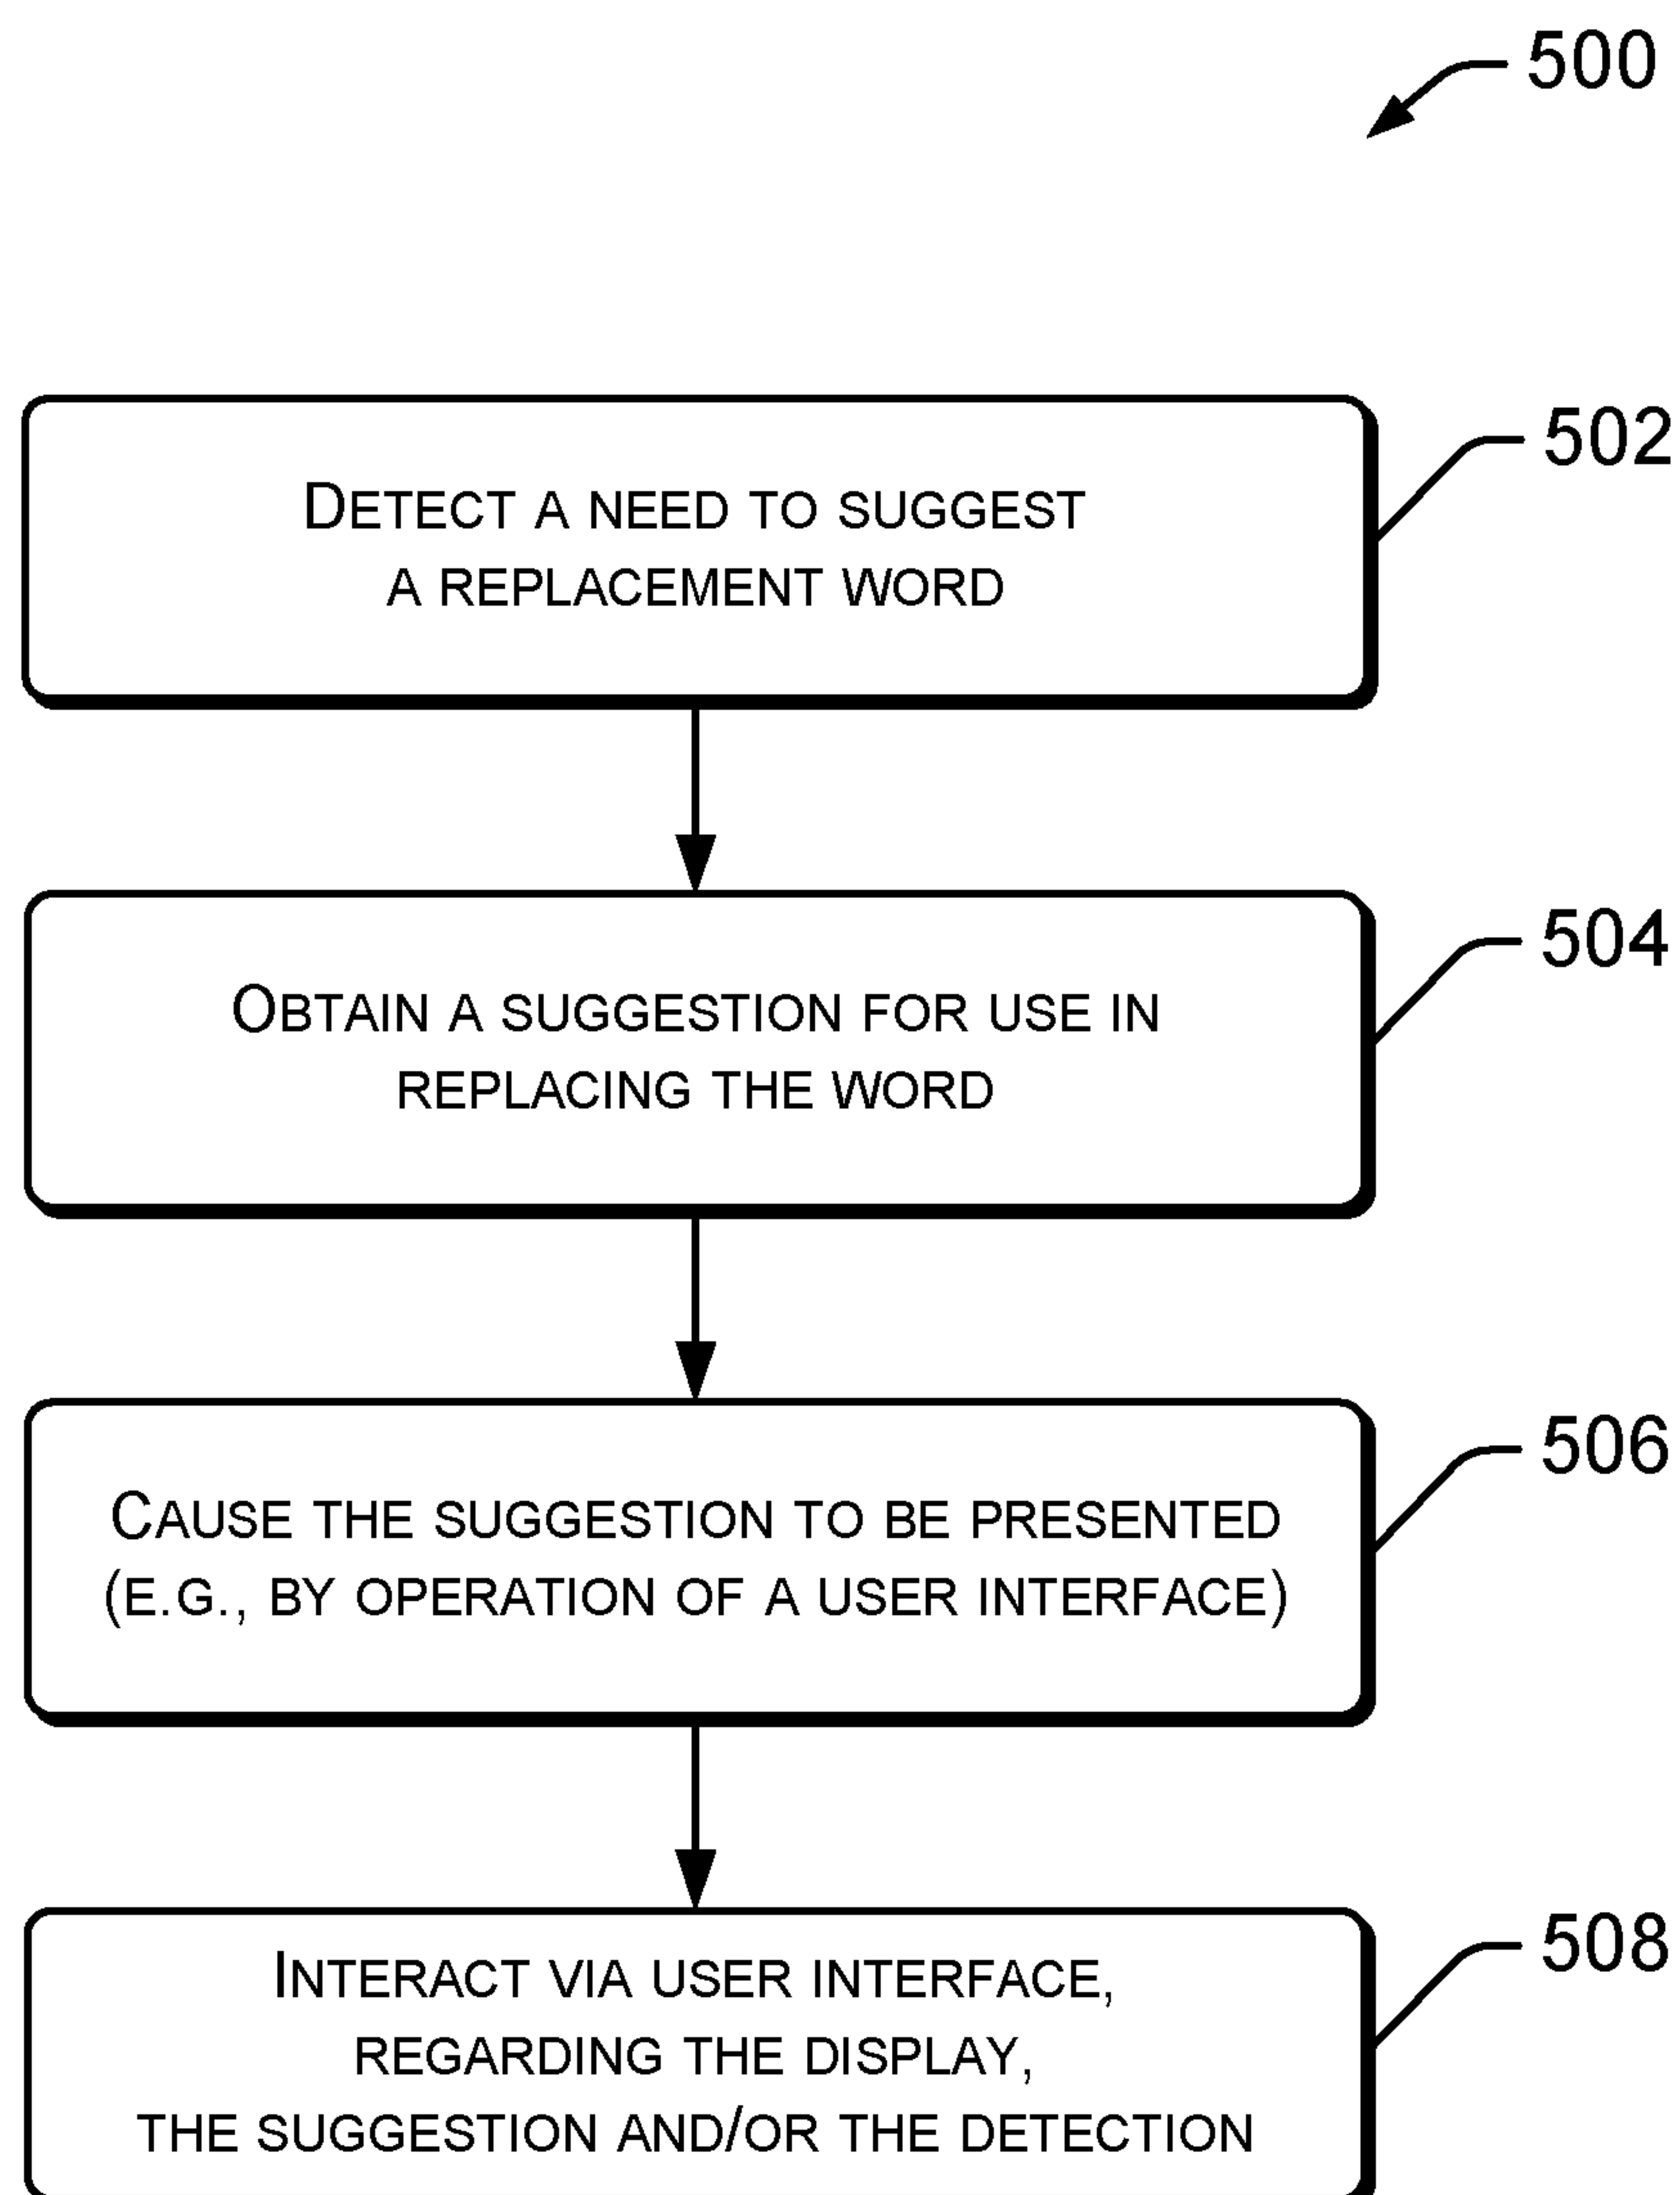 500
502
DETECT A NEED TO SUGGEST
A REPLACEMENT WORD
504
OBTAIN A SUGGESTION FOR USE IN
REPLACING THE WORD
506
CAUSE THE SUGGESTION TO BE PRESENTED
(E.G., BY OPERATION OF A USER INTERFACE)
508
INTERACT VIA USER INTERFACE,
REGARDING THE DISPLAY,
THE SUGGESTION AND/OR THE DETECTION